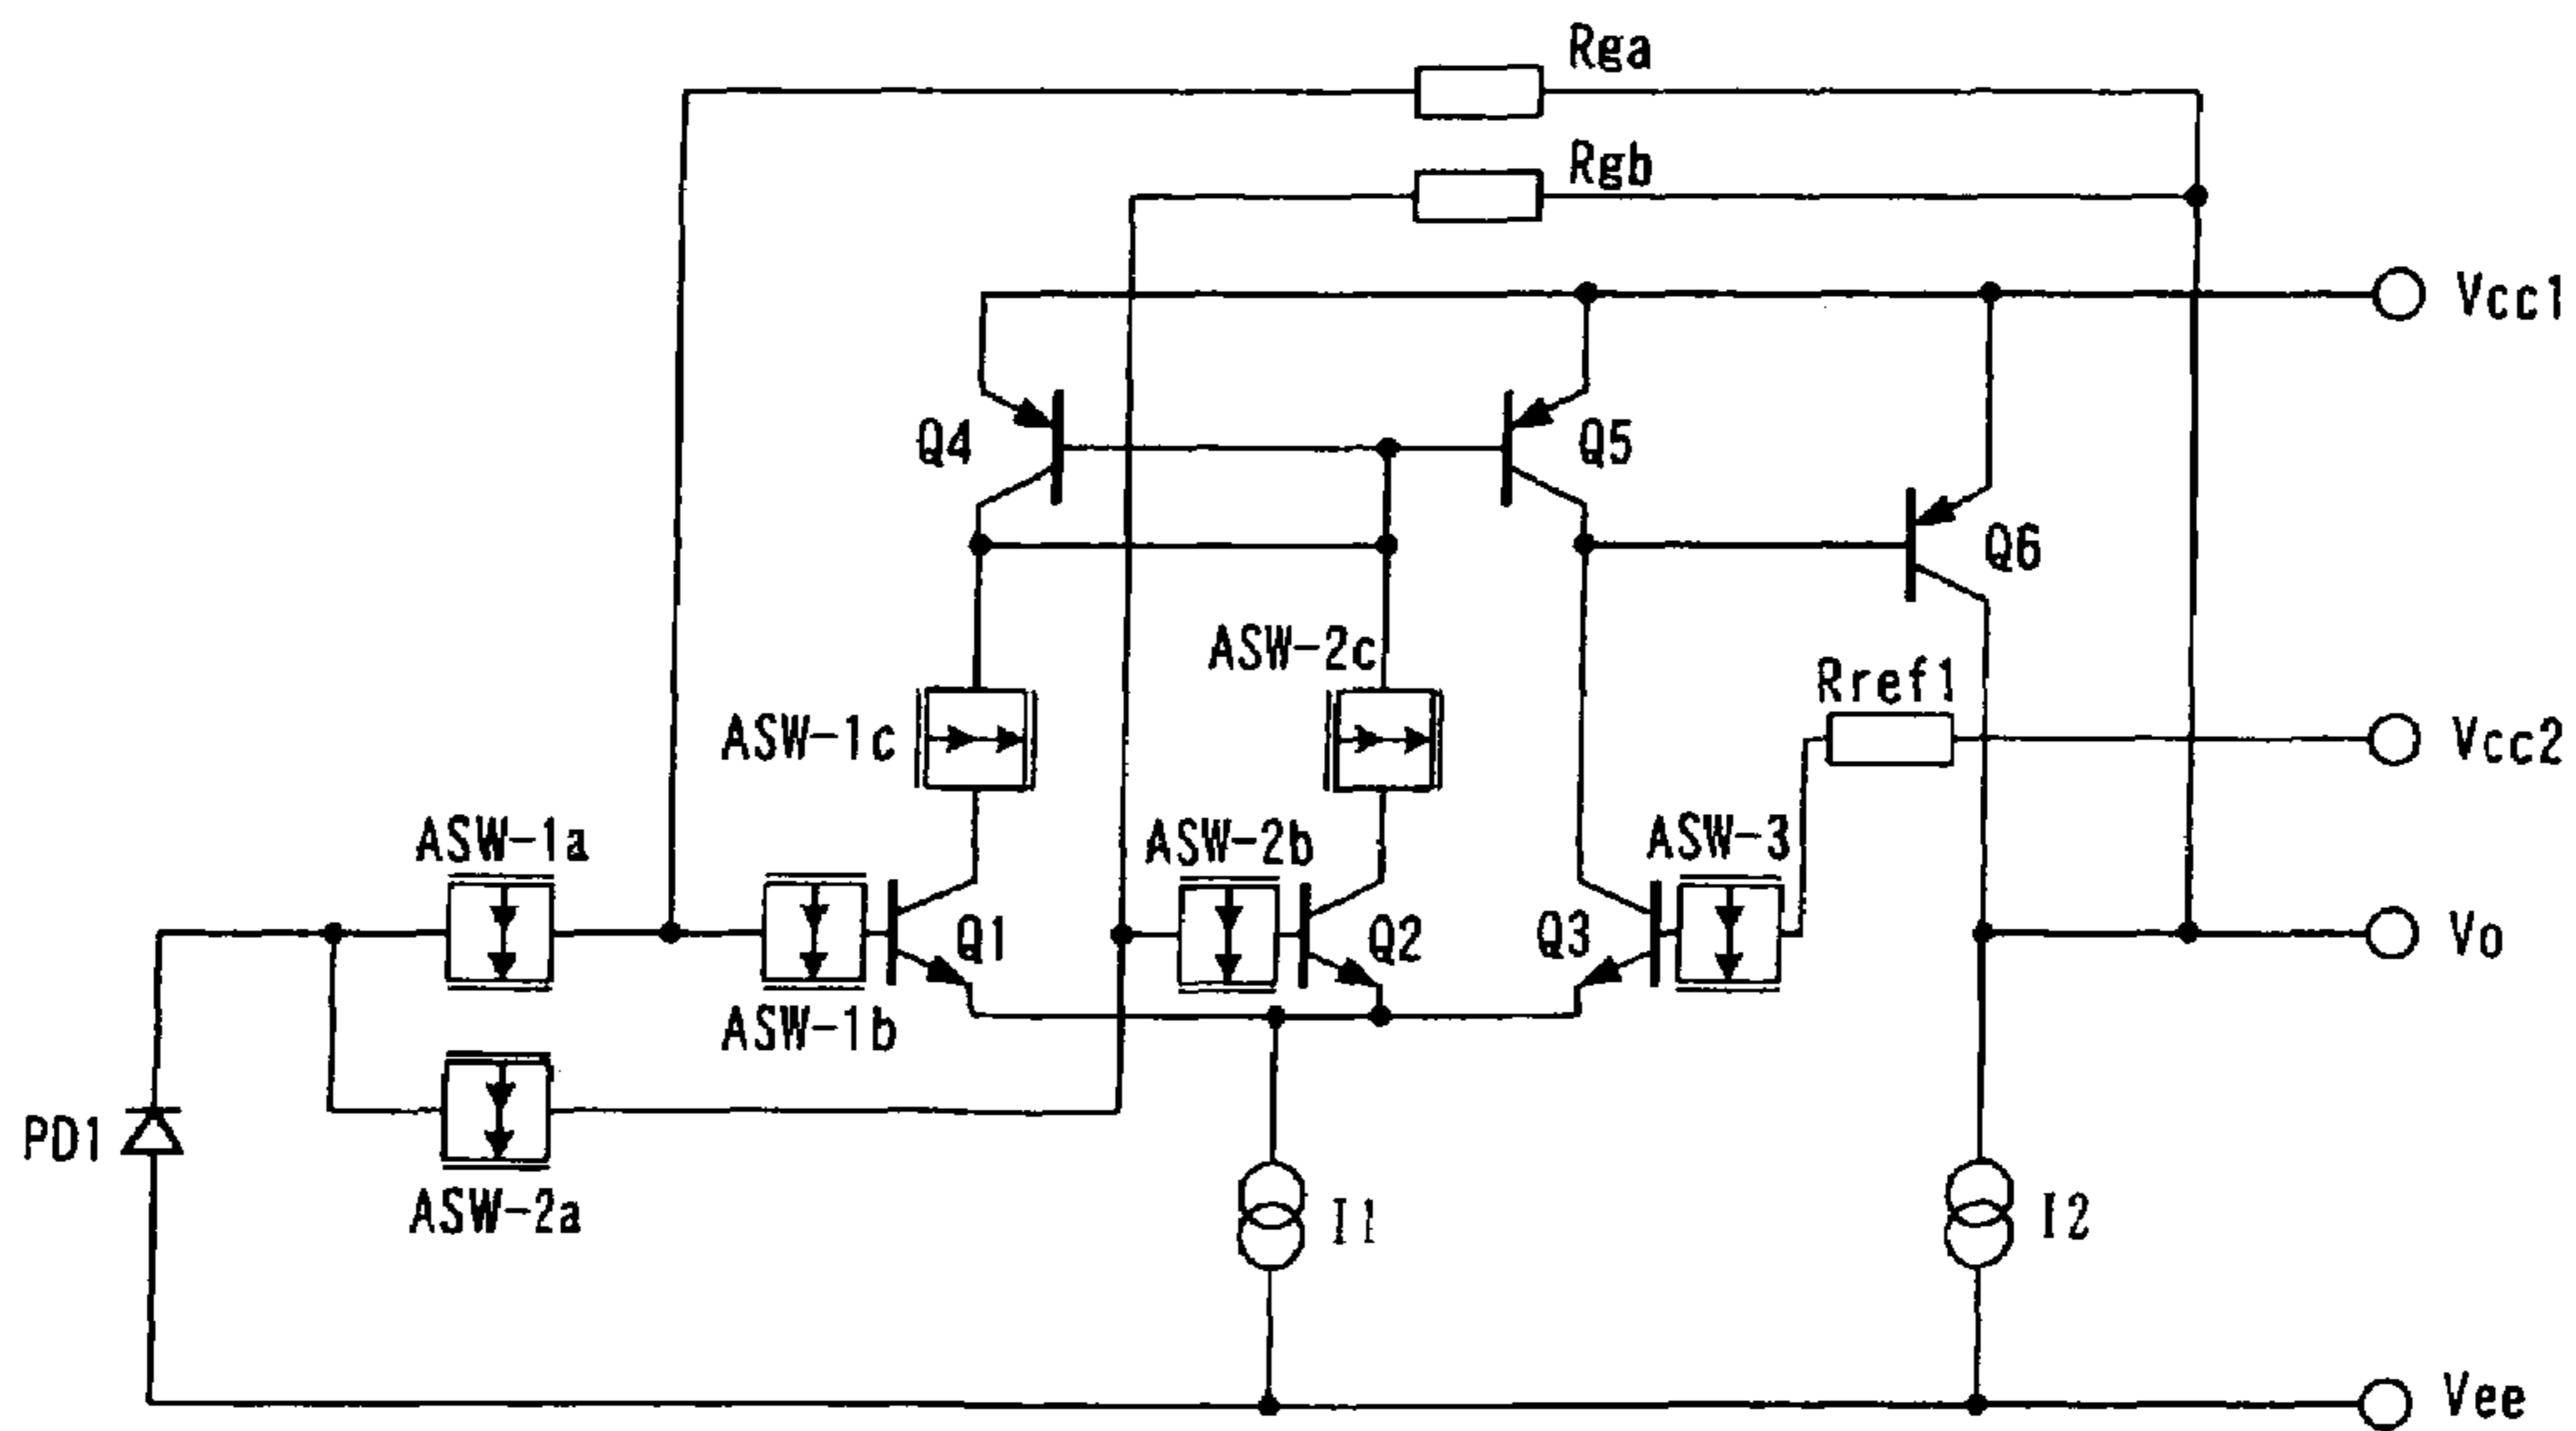 Rga
Rgb
Vcc1
Q4
Q5
Q6
ASW-2c
Rref1
ASW-1c
Vcc2
ASW-1a
ASW-2b
ASW-3
Q1
Q2
Q3
Vo
ASW-1b
PD1
ASW-2a
I1
I2
Vee